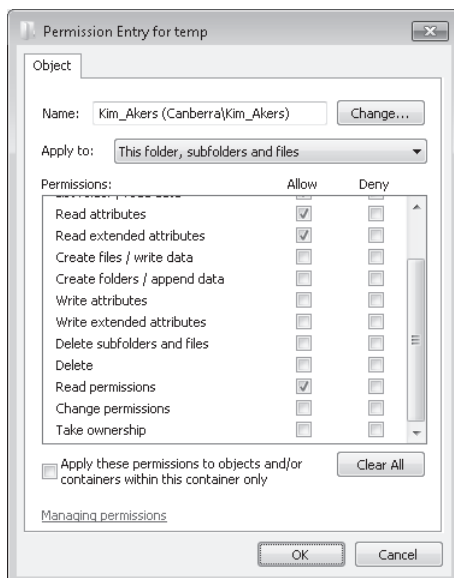 Permission Entry for temp
Object
Name: Kim_Akers (Canberra\Kim_Akers) Change...
Apply to: This folder, subfolders and files
Permissions: Allow Deny
Read attributes
Read extended attributes
Create files / write data
Create folders / append data
Write attributes
Write extended attributes
Delete subfolders and files
Delete
Read permissions
Change permissions
Take ownership
Apply these permissions to objects and/or
containers within this container only
Clear All
Managing permissions
OK Cancel